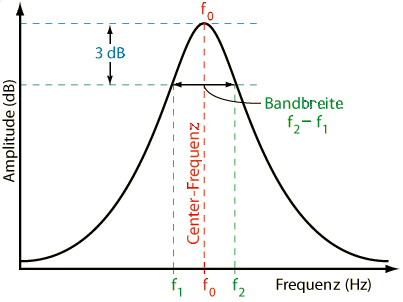 f0
3 dB
Bandbreite
f2 – f1
Amplitude (dB)
Center-Frequenz
f1
f0
f2
Frequenz (Hz)